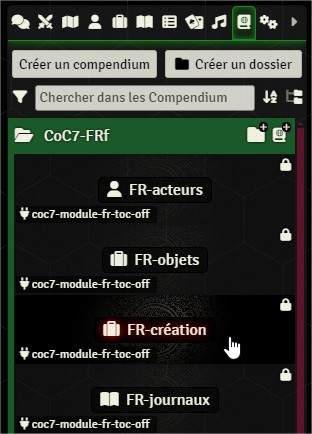 Créer un compendium
Créer un dossier
Chercher dans les Compendium
CoC7-FRf
FR-acteurs
coc7-module-fr-toc-off
FR-objets
coc7-module-fr-toc-off
FR-création
coc7-module-fr-toc-off
FR-journaux
coc7-module-fr-toc-off